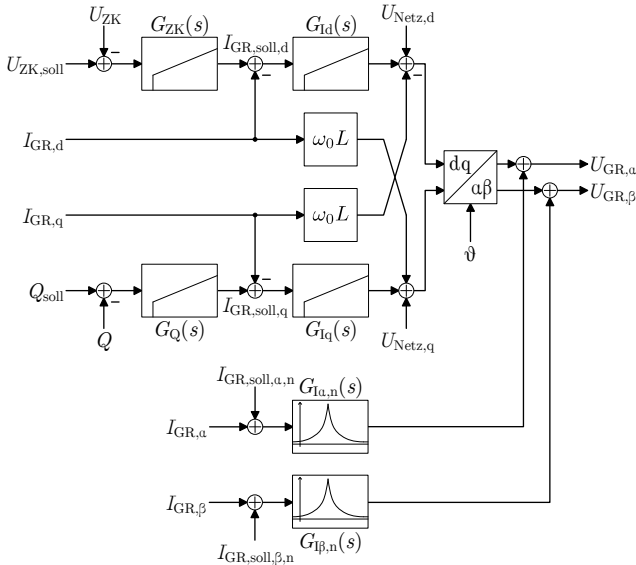 U_ZK
G_ZK(s)
I_GR,soll,d
G_Id(s)
U_Netz,d
U_ZK,soll
I_GR,d
ω_0L
dq
αβ
U_GR,α
U_GR,β
I_GR,q
ω_0L
ϑ
Q_soll
Q
G_Q(s)
I_GR,soll,q
G_Iq(s)
U_Netz,q
I_GR,soll,α,n
G_Iα,n(s)
I_GR,α
I_GR,β
I_GR,soll,β,n
G_Iβ,n(s)